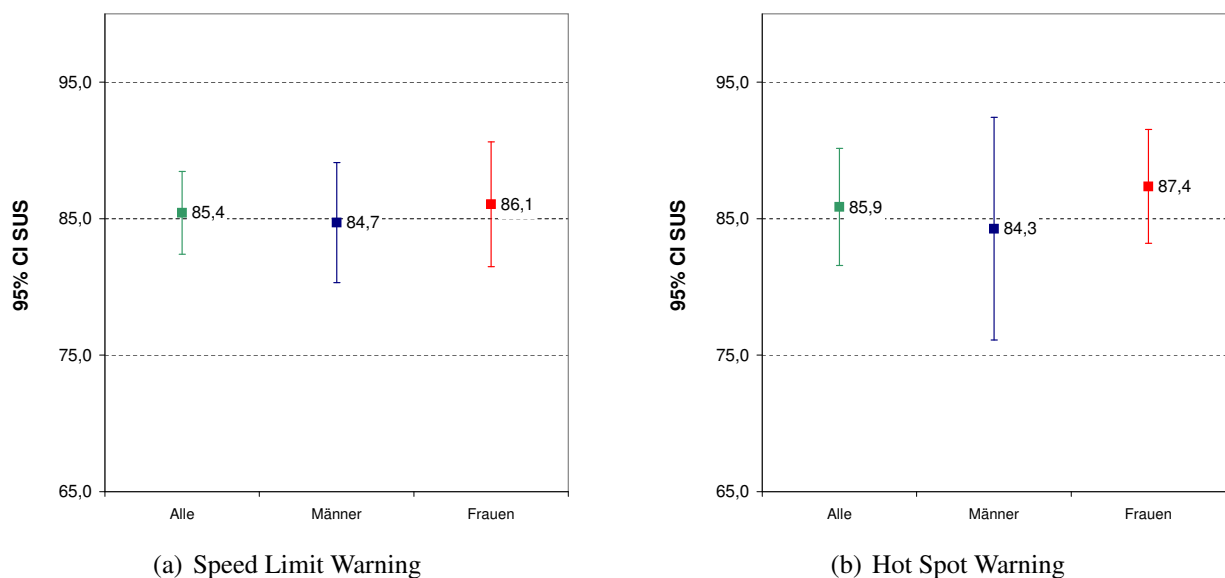 95% CI SUS
95,0
85,0
75,0
65,0
85,4
84,7
86,1
Alle
Männer
Frauen
(a) Speed Limit Warning
95% CI SUS
95,0
85,0
75,0
65,0
85,9
84,3
87,4
Alle
Männer
Frauen
(b) Hot Spot Warning